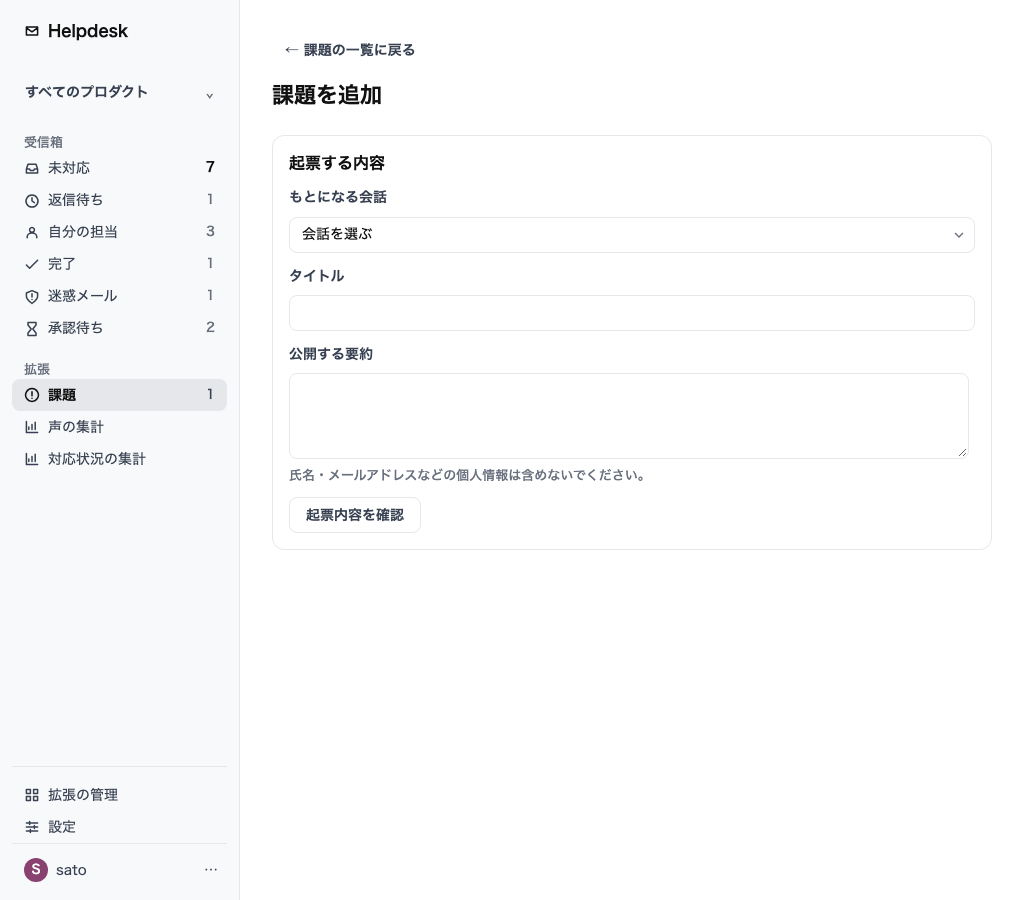 Helpdesk
すべてのプロダクト
受信箱
未対応 7
返信待ち 1
自分の担当 3
完了 1
迷惑メール 1
承認待ち 2
拡張
課題 1
声の集計
対応状況の集計
拡張の管理
設定
S sato ...
← 課題の一覧に戻る
課題を追加
起票する内容
もとになる会話
会話を選ぶ
タイトル
公開する要約
氏名・メールアドレスなどの個人情報は含めないでください。
起票内容を確認